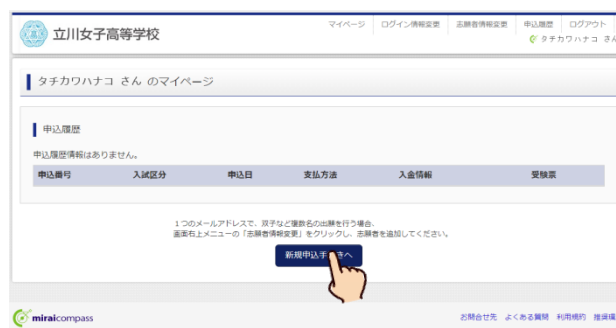 立川女子高等学校
マイページ ログイン情報変更 志願者情報変更 申込履歴 ログアウト
タチカワハナコ さん
タチカワハナコ さん のマイページ
申込履歴
申込履歴情報はありません。
申込番号 入試区分 申込日 支払方法 入金情報 受験票
1つのメールアドレスで、双子など複数名の出願を行う場合、
画面右上メニューの「志願者情報変更」をクリックし、志願者を追加してください。
新規申込手 きへ
miraicompass
お問合せ先 よくある質問 利用規約 推奨環